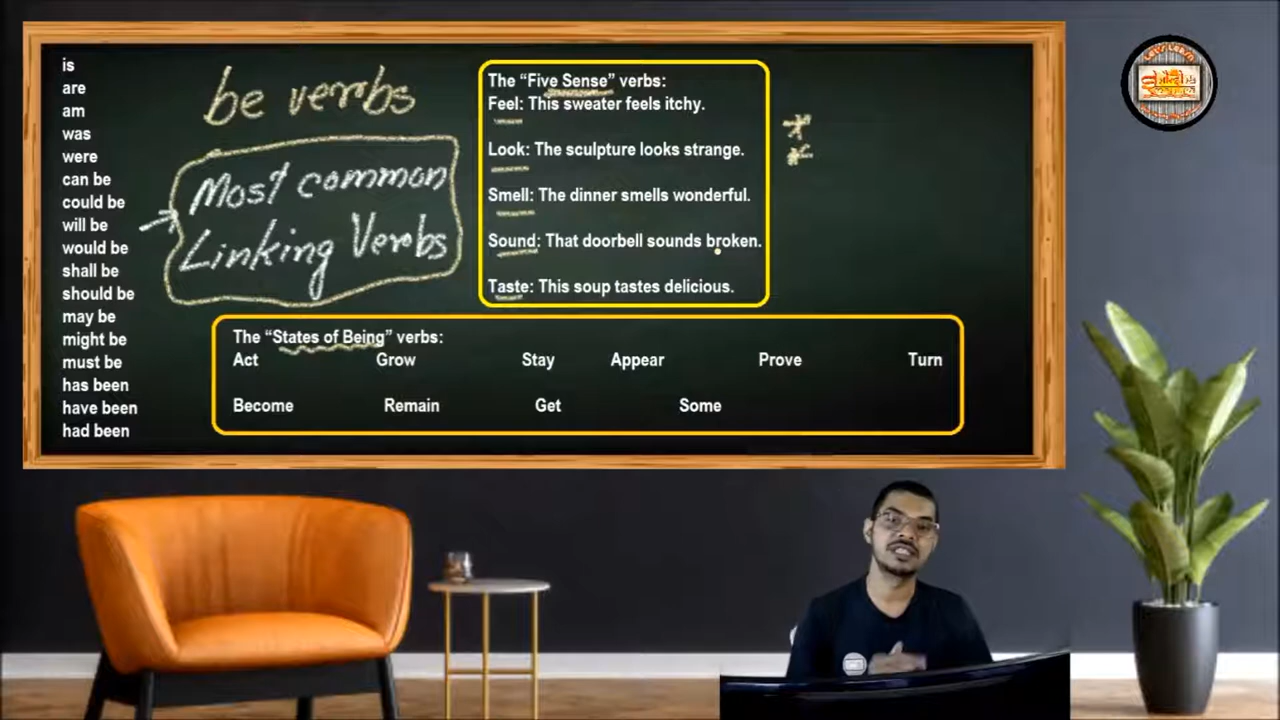 is
are
am
was
were
can be
could be
will be
would be
shall be
should be
may be
might be
must be
has been
have been
had been
be verbs
Most common
Linking Verbs
The “Five Sense” verbs:
Feel: This sweater feels itchy.
Look: The sculpture looks strange.
Smell: The dinner smells wonderful.
Sound: That doorbell sounds broken.
Taste: This soup tastes delicious.
The “States of Being” verbs:
Act Grow Stay Appear Prove Turn
Become Remain Get Some
Let's Learn